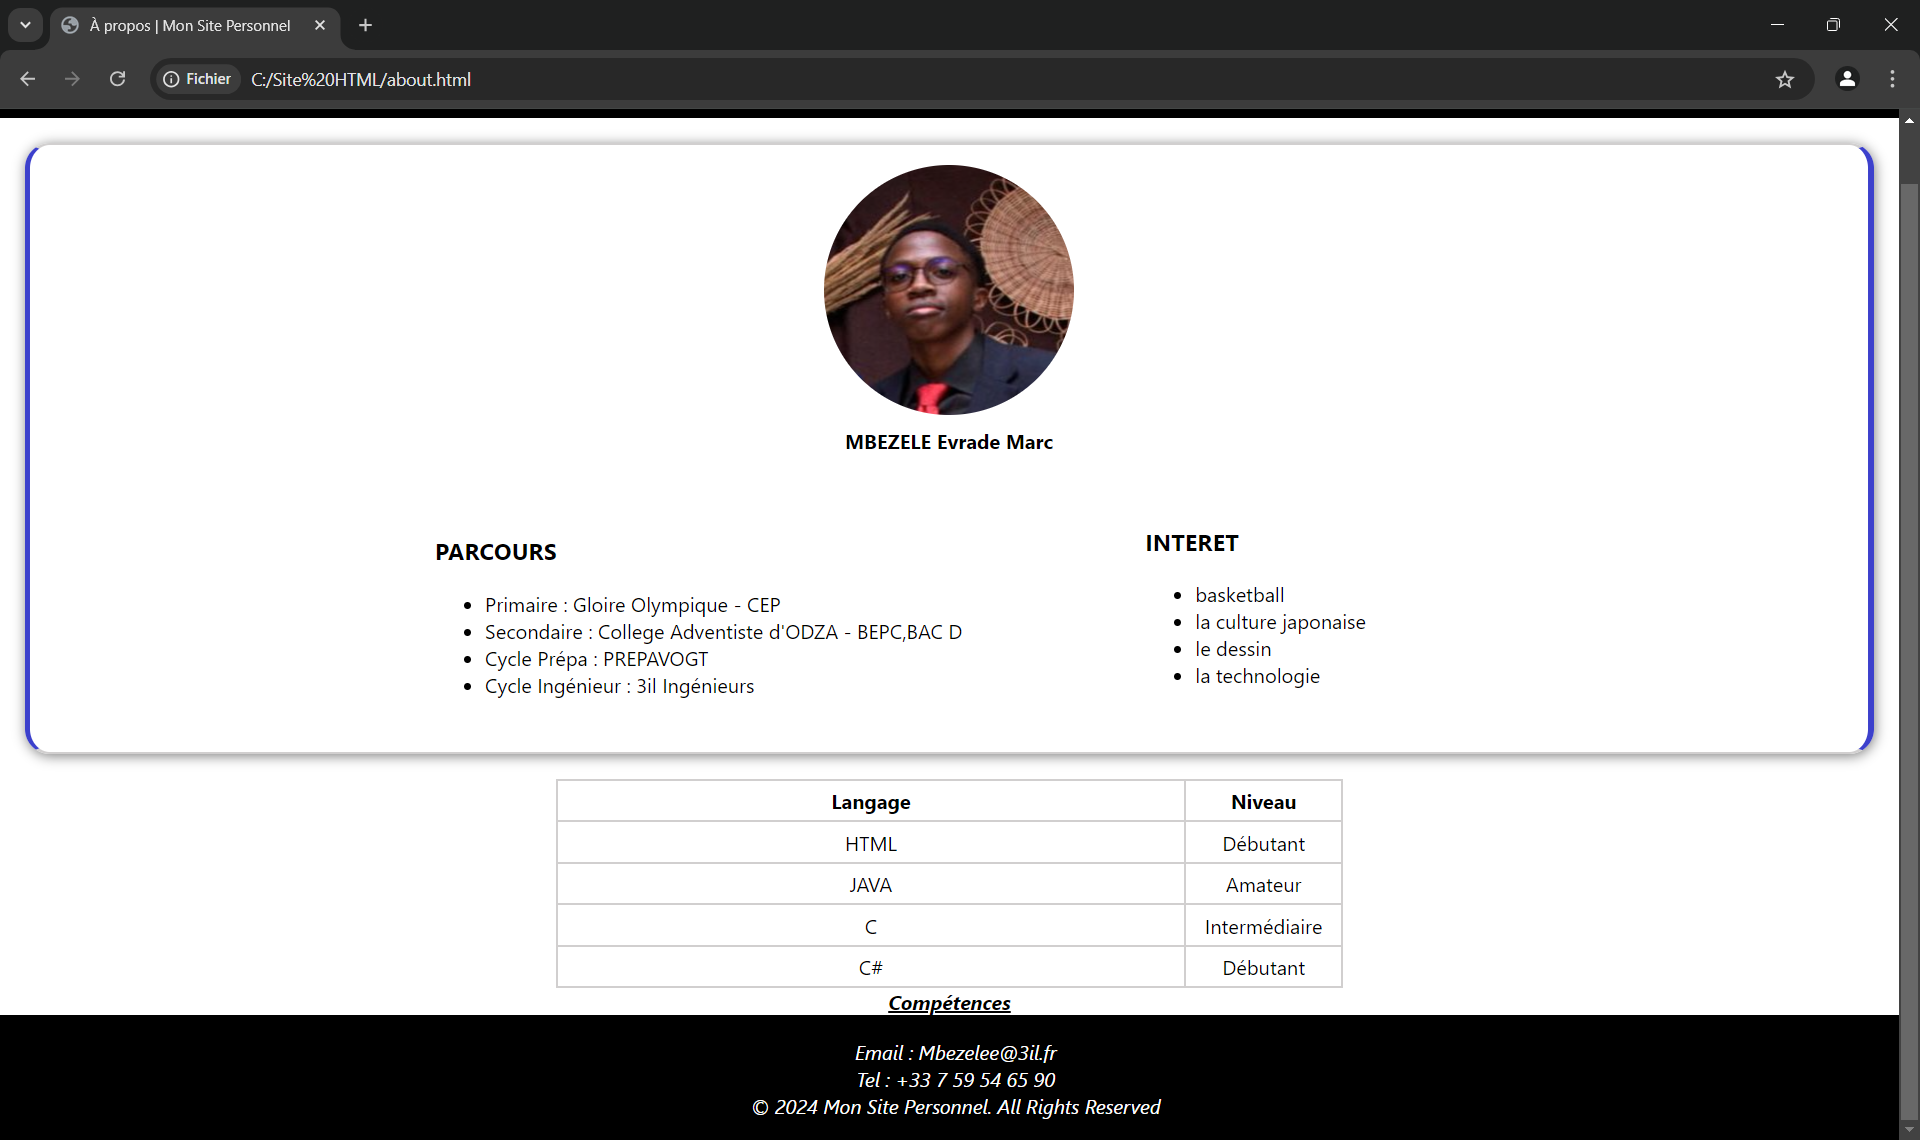 À propos | Mon Site Personnel
Fichier
C:/Site%20HTML/about.html
MBEZELE Evrade Marc
PARCOURS
Primaire : Gloire Olympique - CEP
Secondaire : College Adventiste d'ODZA - BEPC,BAC D
Cycle Prépa : PREPAVOGT
Cycle Ingénieur : 3il Ingénieurs
INTERET
basketball
la culture japonaise
le dessin
la technologie
Langage Niveau
HTML Débutant
JAVA Amateur
C Intermédiaire
C# Débutant
Compétences
Email : Mbezelee@3il.fr
Tel : +33 7 59 54 65 90
© 2024 Mon Site Personnel. All Rights Reserved